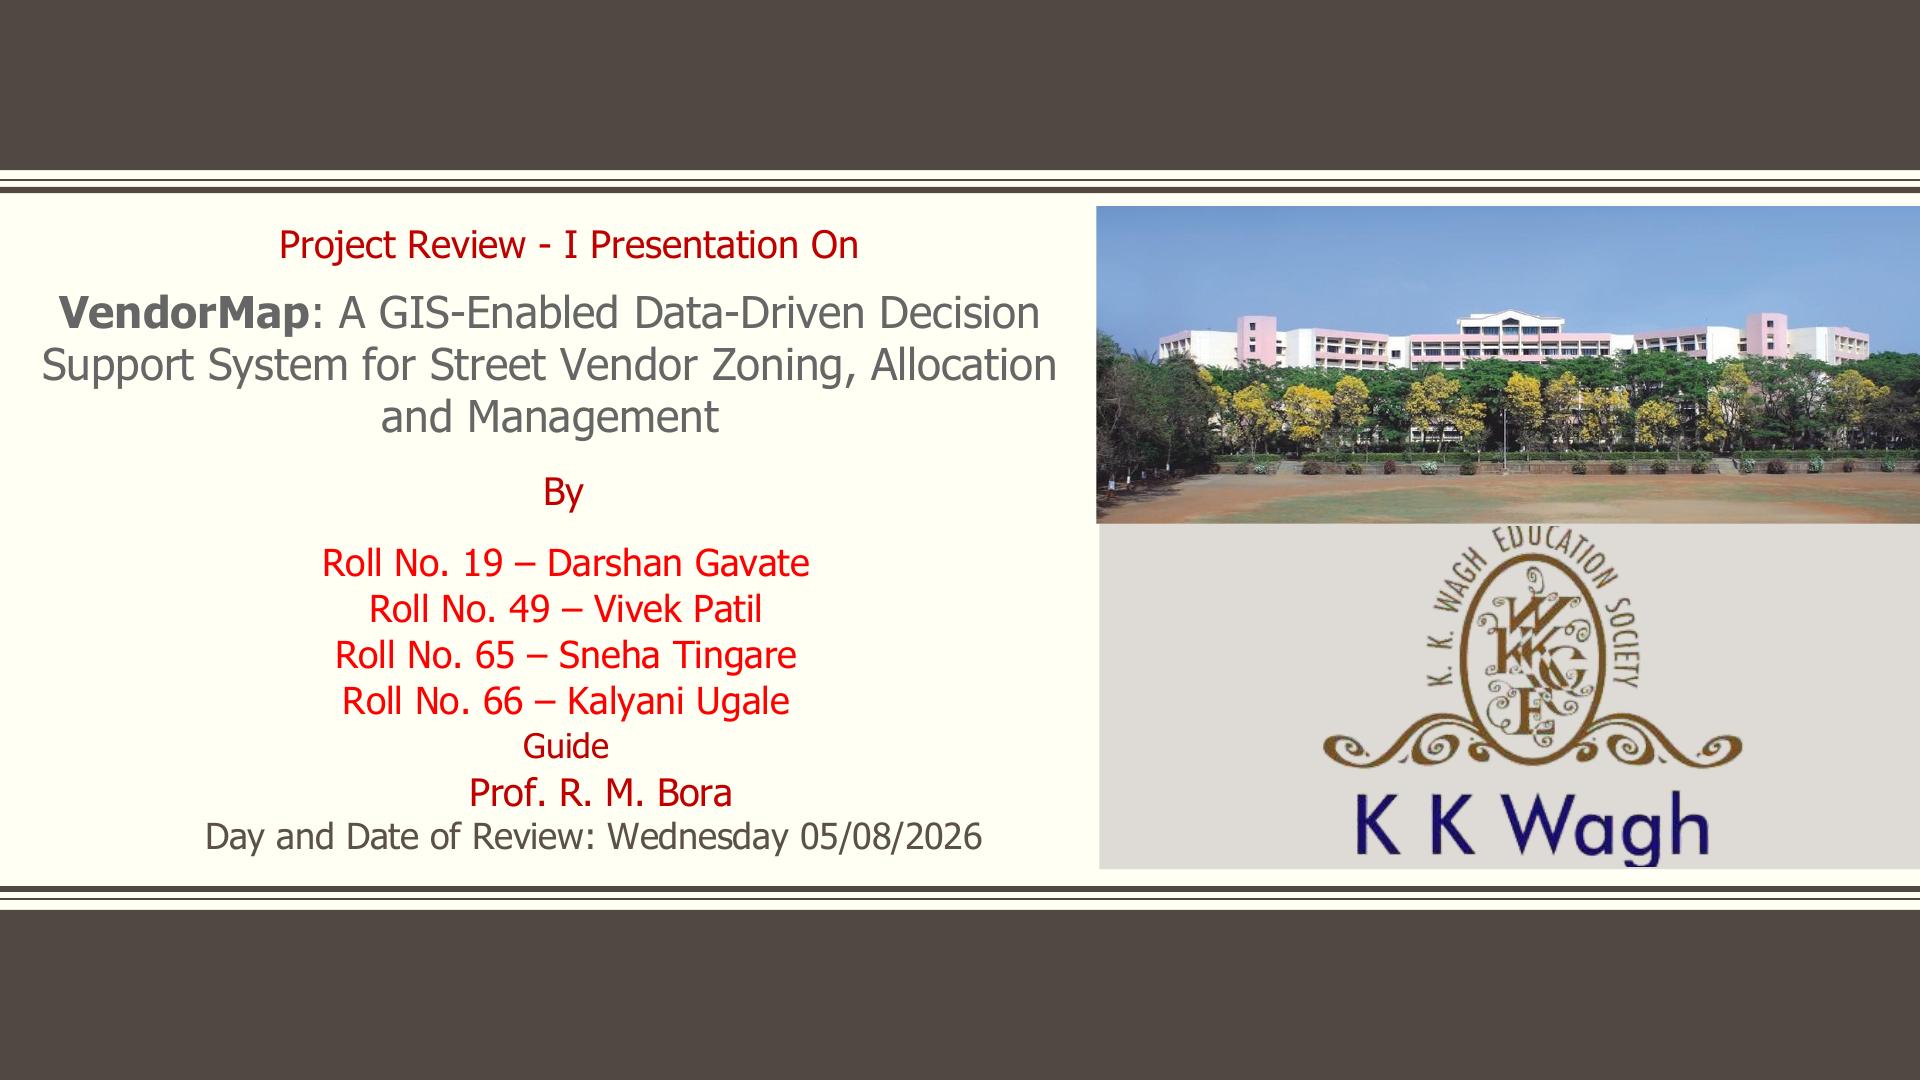 Project Review - I Presentation On
VendorMap: A GIS-Enabled Data-Driven Decision
Support System for Street Vendor Zoning, Allocation
and Management
By
Roll No. 19 – Darshan Gavate
Roll No. 49 – Vivek Patil
Roll No. 65 – Sneha Tingare
Roll No. 66 – Kalyani Ugale
Guide
Prof. R. M. Bora
Day and Date of Review: Wednesday 05/08/2026
K. K. WAGH EDUCATION SOCIETY
K K Wagh